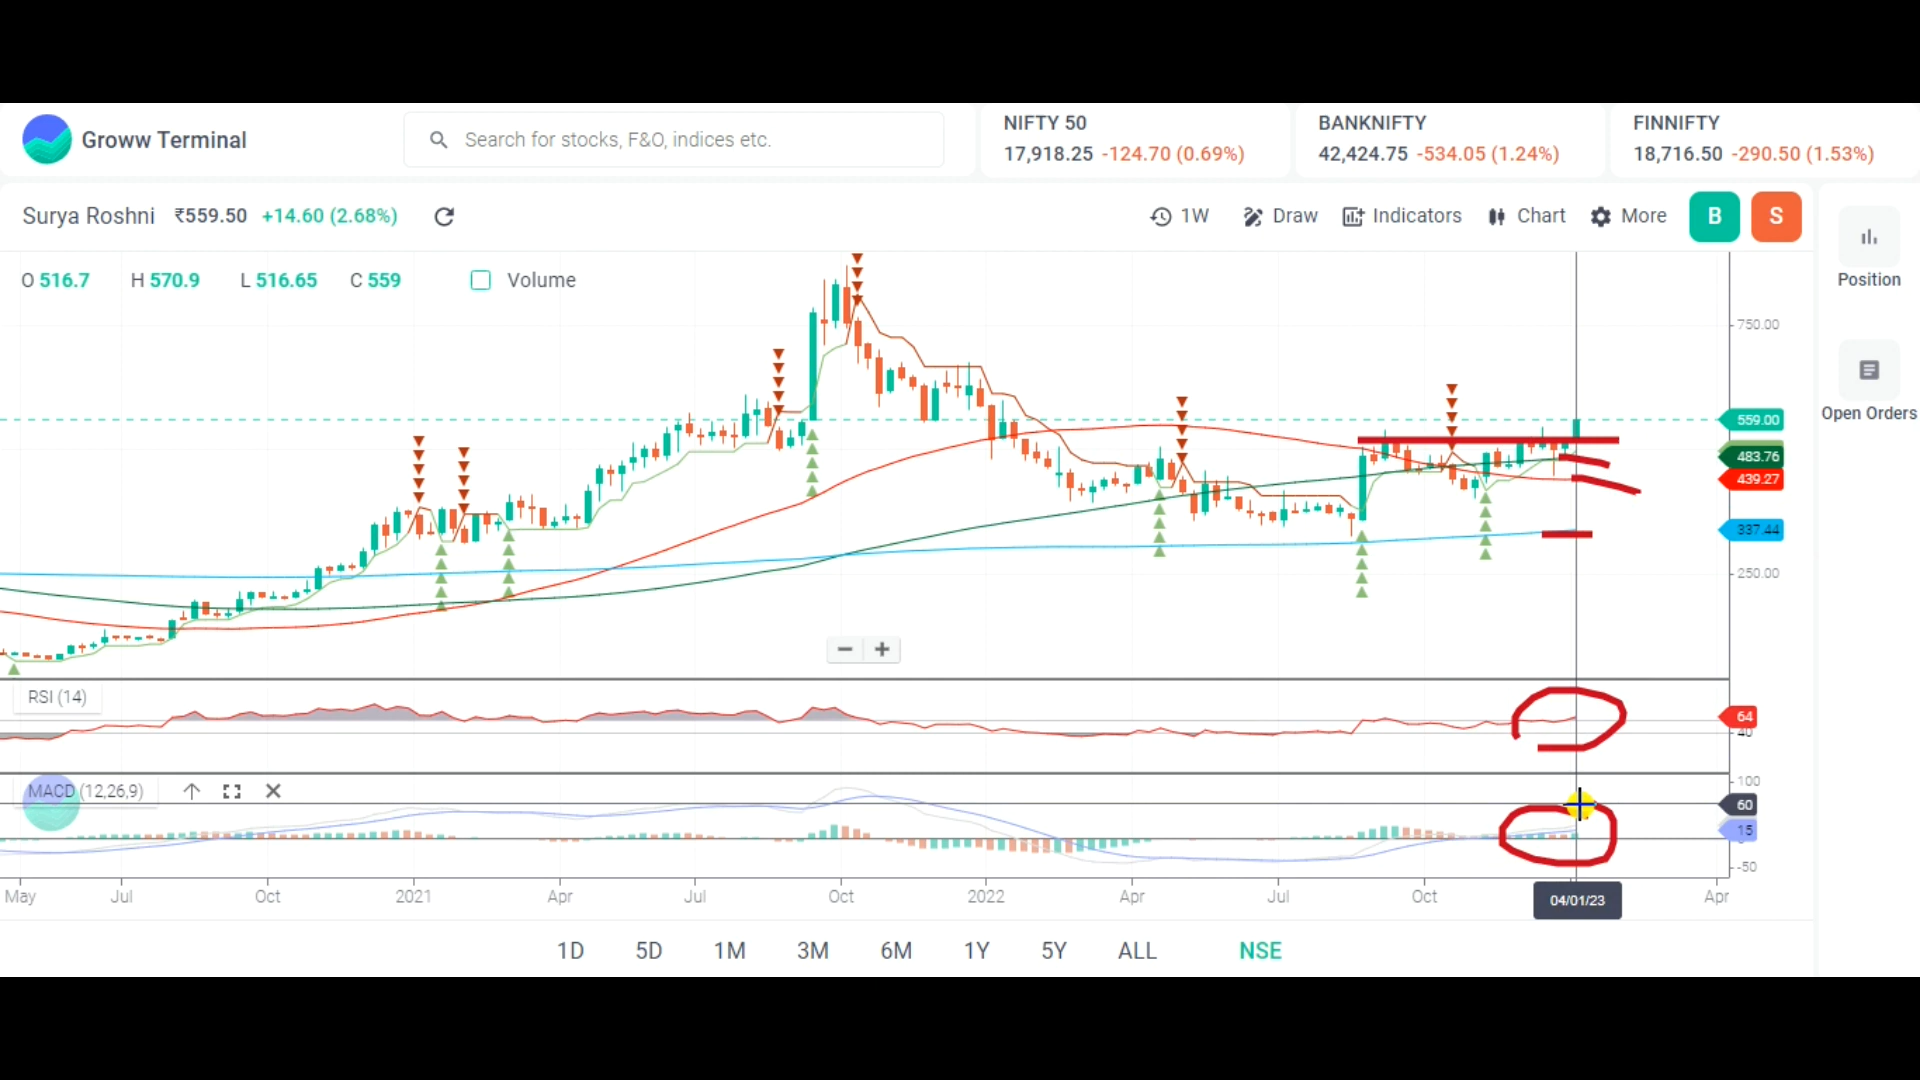 Groww Terminal
Search for stocks, F&O, indices etc.
NIFTY 50
17,918.25 -124.70 (0.69%)
BANKNIFTY
42,424.75 -534.05 (1.24%)
FINNIFTY
18,716.50 -290.50 (1.53%)
Surya Roshni ₹559.50 +14.60 (2.68%)
1W Draw Indicators Chart More B S
Position
Open Orders
O 516.7 H 570.9 L 516.65 C 559 Volume
750.00
559.00
483.76
439.27
337.44
250.00
RSI (14)
64
40
MACD (12,26,9)
100
60
15
-50
May Jul Oct 2021 Apr Jul Oct 2022 Apr Jul Oct 04/01/23 Apr
1D 5D 1M 3M 6M 1Y 5Y ALL NSE